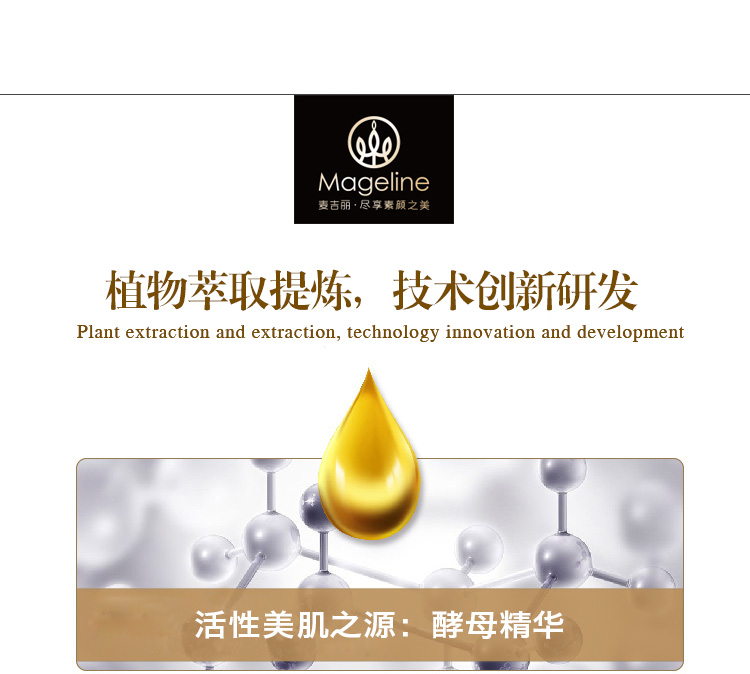 Mageline
麦吉丽·尽享素颜之美
植物萃取提炼，技术创新研发
Plant extraction and extraction, technology innovation and development
活性美肌之源：酵母精华